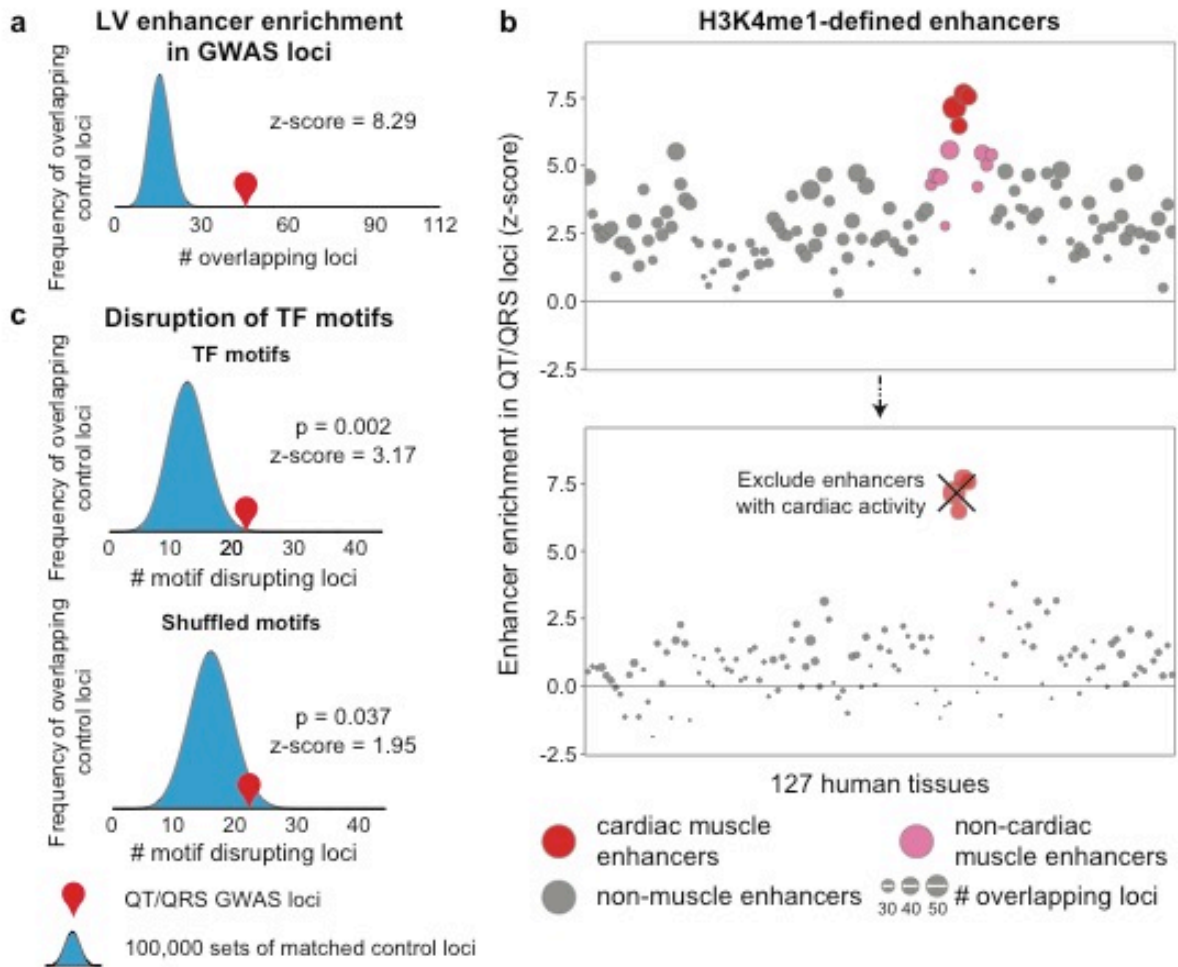 a
LV enhancer enrichment
in GWAS loci
Frequency of overlapping
control loci
z-score = 8.29
0 30 60 90 112
# overlapping loci
c
Disruption of TF motifs
TF motifs
Frequency of overlapping
control loci
p = 0.002
z-score = 3.17
0 10 20 30 40
# motif disrupting loci
Shuffled motifs
Frequency of overlapping
control loci
p = 0.037
z-score = 1.95
0 10 20 30 40
# motif disrupting loci
QT/QRS GWAS loci
100,000 sets of matched control loci
b
H3K4me1-defined enhancers
Enhancer enrichment in QT/QRS loci (z-score)
7.5
5.0
2.5
0.0
-2.5
Exclude enhancers
with cardiac activity
7.5
5.0
2.5
0.0
-2.5
127 human tissues
cardiac muscle
enhancers
non-cardiac
muscle enhancers
non-muscle enhancers
# overlapping loci
30 40 50